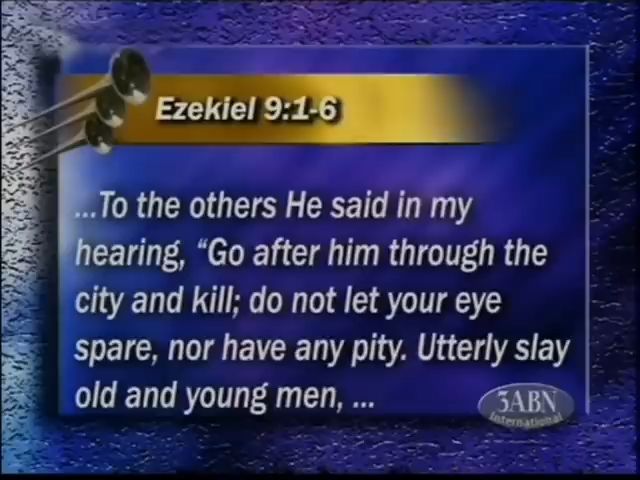 Ezekiel 9:1-6
...To the others He said in my
hearing, “Go after him through the
city and kill; do not let your eye
spare, nor have any pity. Utterly slay
old and young men, ...
3ABN
International